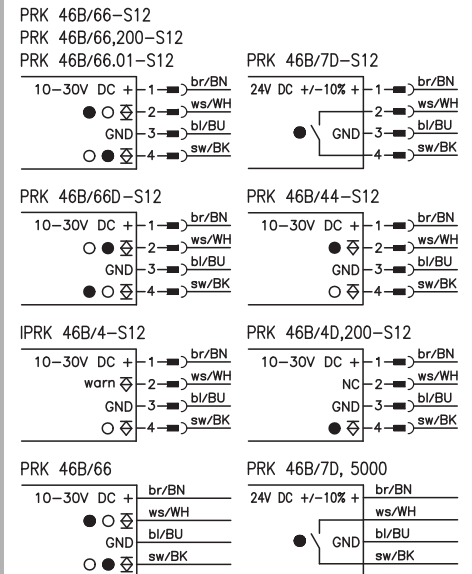 PRK 46B/66-S12
PRK 46B/66,200-S12
PRK 46B/66.01-S12
10-30V DC + 1 br/BN
2 ws/WH
GND 3 bl/BU
4 sw/BK
PRK 46B/7D-S12
24V DC +/-10% + 1 br/BN
2 ws/WH
GND 3 bl/BU
4 sw/BK
PRK 46B/66D-S12
10-30V DC + 1 br/BN
2 ws/WH
GND 3 bl/BU
4 sw/BK
PRK 46B/44-S12
10-30V DC + 1 br/BN
2 ws/WH
GND 3 bl/BU
4 sw/BK
IPRK 46B/4-S12
10-30V DC + 1 br/BN
warn 2 ws/WH
GND 3 bl/BU
4 sw/BK
PRK 46B/4D,200-S12
10-30V DC + 1 br/BN
NC 2 ws/WH
GND 3 bl/BU
4 sw/BK
PRK 46B/66
10-30V DC + br/BN
ws/WH
GND bl/BU
sw/BK
PRK 46B/7D, 5000
24V DC +/-10% + br/BN
ws/WH
GND bl/BU
sw/BK